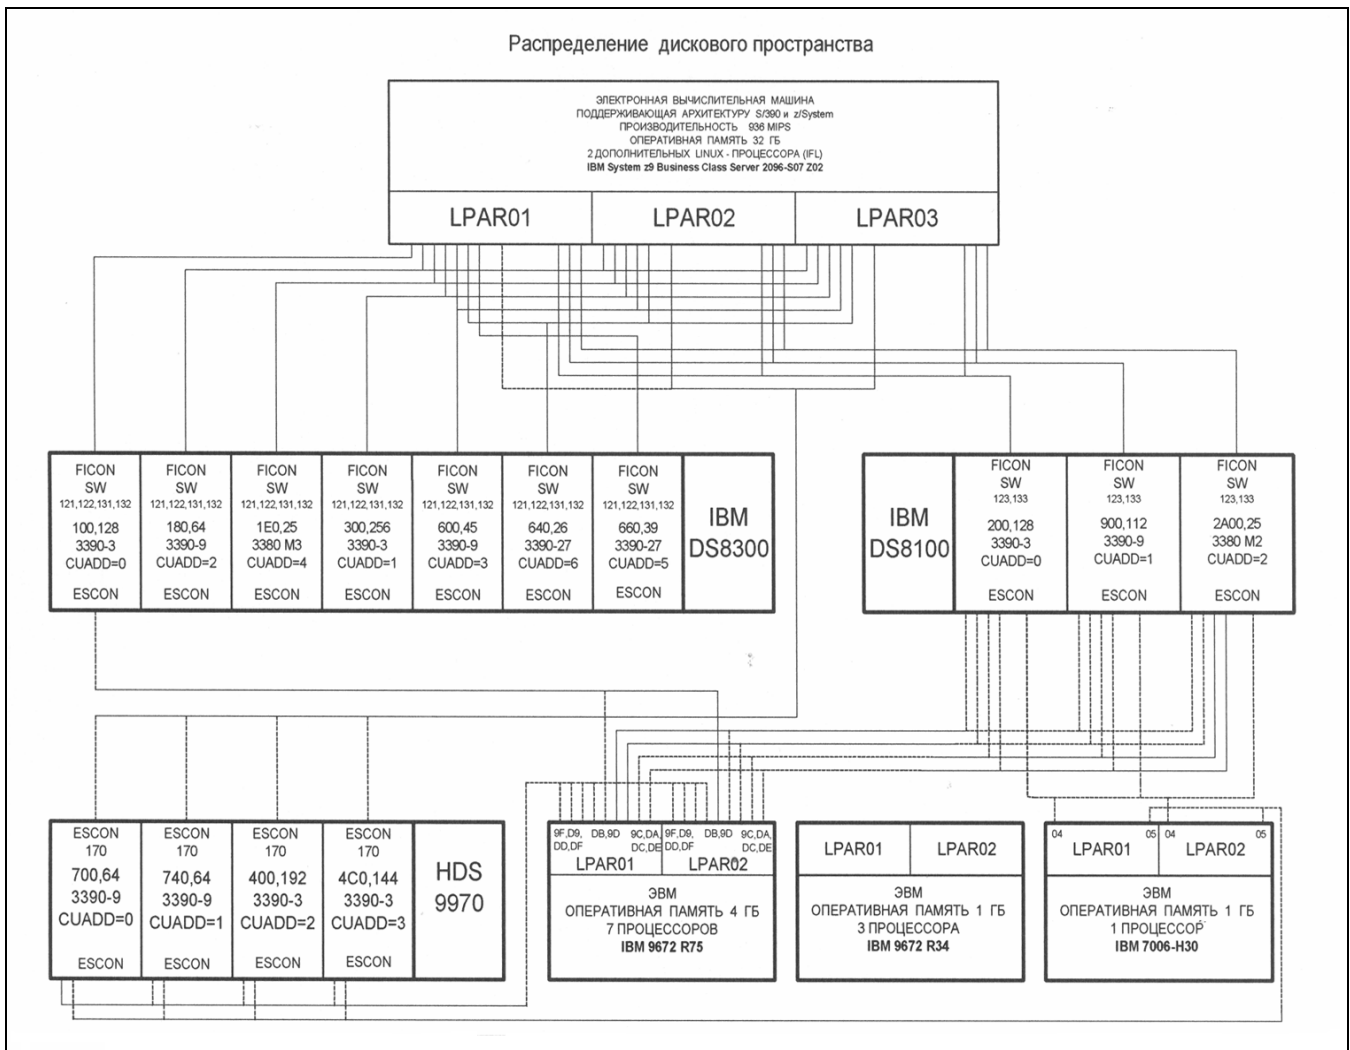 Распределение дискового пространства
ЭЛЕКТРОННАЯ ВЫЧИСЛИТЕЛЬНАЯ МАШИНА
ПОДДЕРЖИВАЮЩАЯ АРХИТЕКТУРУ S/390 и z/System
ПРОИЗВОДИТЕЛЬНОСТЬ 936 MIPS
ОПЕРАТИВНАЯ ПАМЯТЬ 32 ГБ
2 ДОПОЛНИТЕЛЬНЫХ LINUX - ПРОЦЕССОРА (IFL)
IBM System z9 Business Class Server 2096-S07 Z02
LPAR01
LPAR02
LPAR03
FICON
SW
121,122,131,132
100,128
3390-3
CUADD=0
ESCON
FICON
SW
121,122,131,132
180,64
3390-9
CUADD=2
ESCON
FICON
SW
121,122,131,132
1E0,25
3380 M3
CUADD=4
ESCON
FICON
SW
121,122,131,132
300,256
3390-3
CUADD=1
ESCON
FICON
SW
121,122,131,132
600,45
3390-9
CUADD=3
ESCON
FICON
SW
121,122,131,132
640,26
3390-27
CUADD=6
ESCON
FICON
SW
121,122,131,132
660,39
3390-27
CUADD=5
ESCON
IBM
DS8300
IBM
DS8100
FICON
SW
123,133
200,128
3390-3
CUADD=0
ESCON
FICON
SW
123,133
900,112
3390-9
CUADD=1
ESCON
FICON
SW
123,133
2A00,25
3380 M2
CUADD=2
ESCON
ESCON
170
700,64
3390-9
CUADD=0
ESCON
ESCON
170
740,64
3390-9
CUADD=1
ESCON
ESCON
170
400,192
3390-3
CUADD=2
ESCON
ESCON
170
4C0,144
3390-3
CUADD=3
ESCON
HDS
9970
9F,D9,
DD,DF
DB,9D
9C,DA,
DC,DE
LPAR01
9F,D9,
DD,DF
DB,9D
9C,DA,
DC,DE
LPAR02
ЭВМ
ОПЕРАТИВНАЯ ПАМЯТЬ 4 ГБ
7 ПРОЦЕССОРОВ
IBM 9672 R75
LPAR01
LPAR02
ЭВМ
ОПЕРАТИВНАЯ ПАМЯТЬ 1 ГБ
3 ПРОЦЕССОРА
IBM 9672 R34
04
05
LPAR01
04
05
LPAR02
ЭВМ
ОПЕРАТИВНАЯ ПАМЯТЬ 1 ГБ
1 ПРОЦЕССОР
IBM 7006-H30